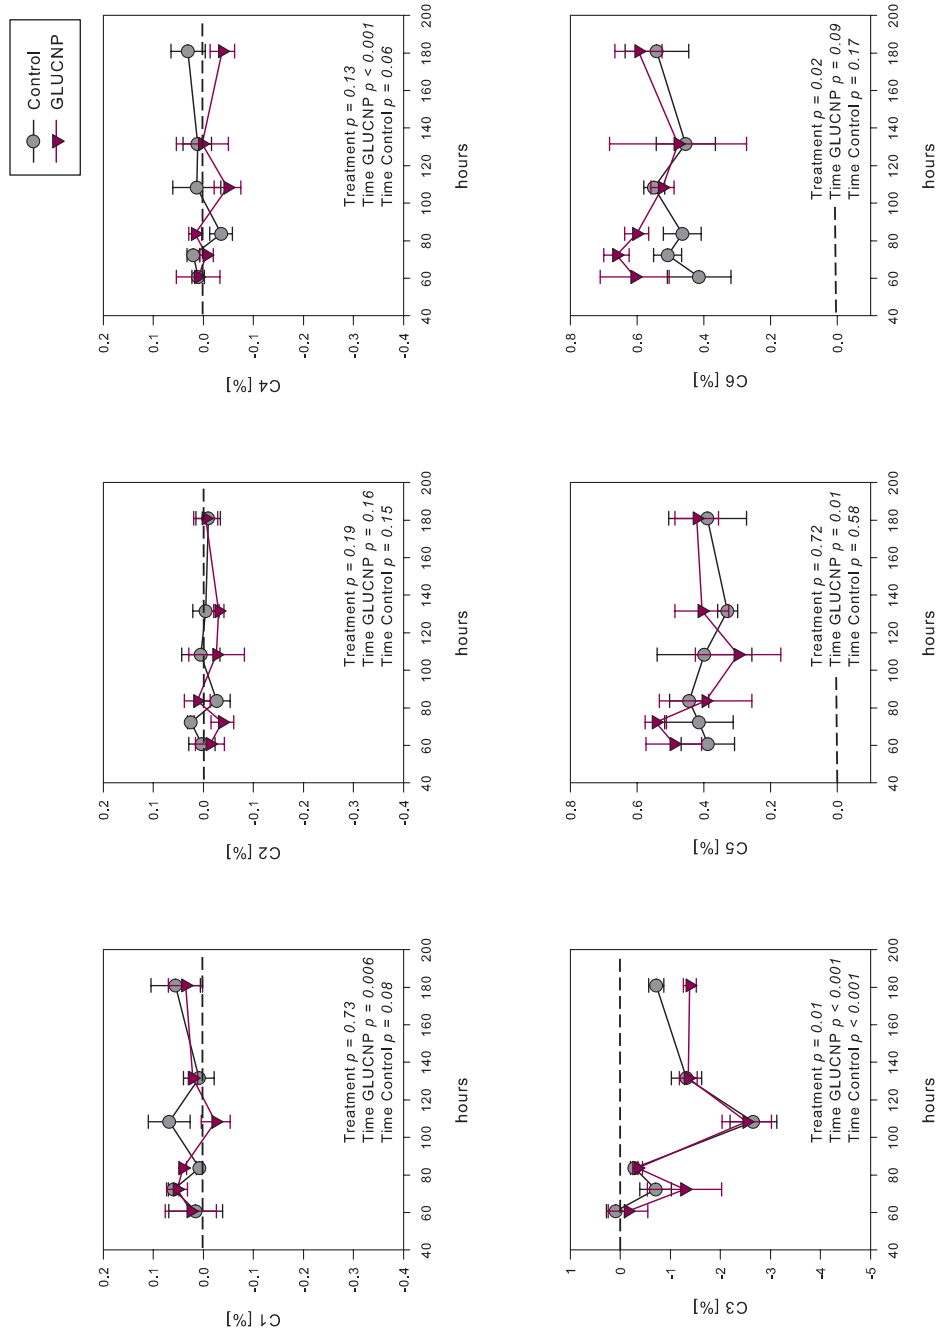 Control
GLUCNP
C1 [%]
0.2
0.1
0.0
-0.1
-0.2
-0.3
-0.4
Treatment p = 0.73
Time GLUCNP p = 0.006
Time Control p = 0.08
40 60 80 100 120 140 160 180 200
hours
C2 [%]
0.2
0.1
0.0
-0.1
-0.2
-0.3
-0.4
Treatment p = 0.19
Time GLUCNP p = 0.16
Time Control p = 0.15
40 60 80 100 120 140 160 180 200
hours
C4 [%]
0.2
0.1
0.0
-0.1
-0.2
-0.3
-0.4
Treatment p = 0.13
Time GLUCNP p < 0.001
Time Control p = 0.06
40 60 80 100 120 140 160 180 200
hours
C3 [%]
1
0
-1
-2
-3
-4
-5
Treatment p = 0.01
Time GLUCNP p < 0.001
Time Control p < 0.001
40 60 80 100 120 140 160 180 200
hours
C5 [%]
0.8
0.6
0.4
0.2
0.0
Treatment p = 0.72
Time GLUCNP p = 0.01
Time Control p = 0.58
40 60 80 100 120 140 160 180 200
hours
C6 [%]
0.8
0.6
0.4
0.2
0.0
Treatment p = 0.02
Time GLUCNP p = 0.09
Time Control p = 0.17
40 60 80 100 120 140 160 180 200
hours